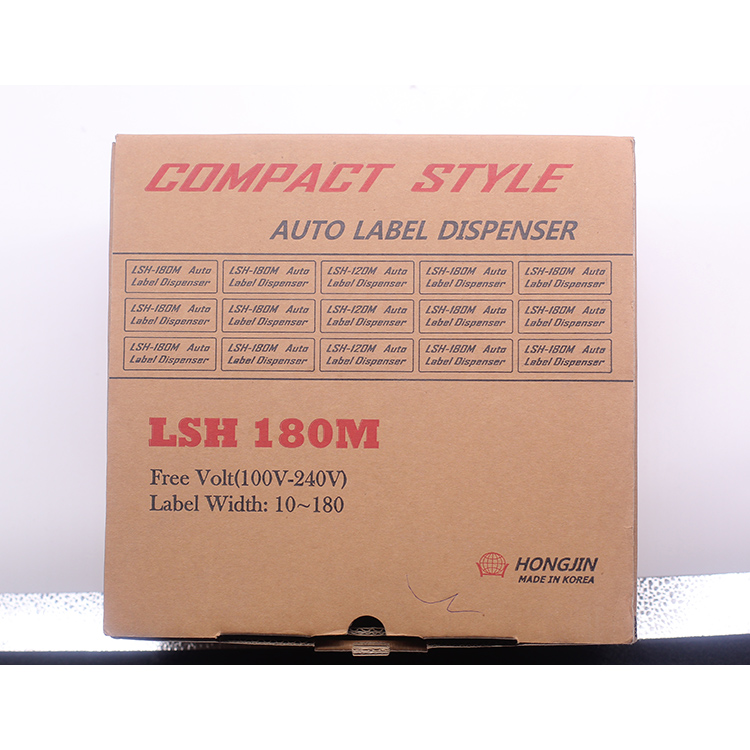 COMPACT STYLE
AUTO LABEL DISPENSER
LSH-180M Auto Label Dispenser
LSH-180M Auto Label Dispenser
LSH-120M Auto Label Dispenser
LSH-180M Auto Label Dispenser
LSH-180M Auto Label Dispenser
LSH-180M Auto Label Dispenser
LSH-180M Auto Label Dispenser
LSH-120M Auto Label Dispenser
LSH-180M Auto Label Dispenser
LSH-180M Auto Label Dispenser
LSH-180M Auto Label Dispenser
LSH-180M Auto Label Dispenser
LSH-120M Auto Label Dispenser
LSH-180M Auto Label Dispenser
LSH-180M Auto Label Dispenser
LSH 180M
Free Volt(100V-240V)
Label Width: 10~180
HONGJIN
MADE IN KOREA